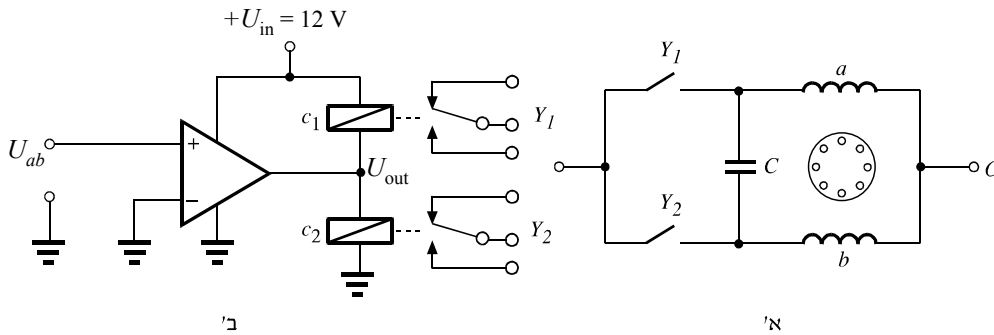 +U_in = 12 V
c_1
Y_1
U_ab
+
−
U_out
c_2
Y_2
ב'
Y_1
a
C
O
Y_2
b
א'